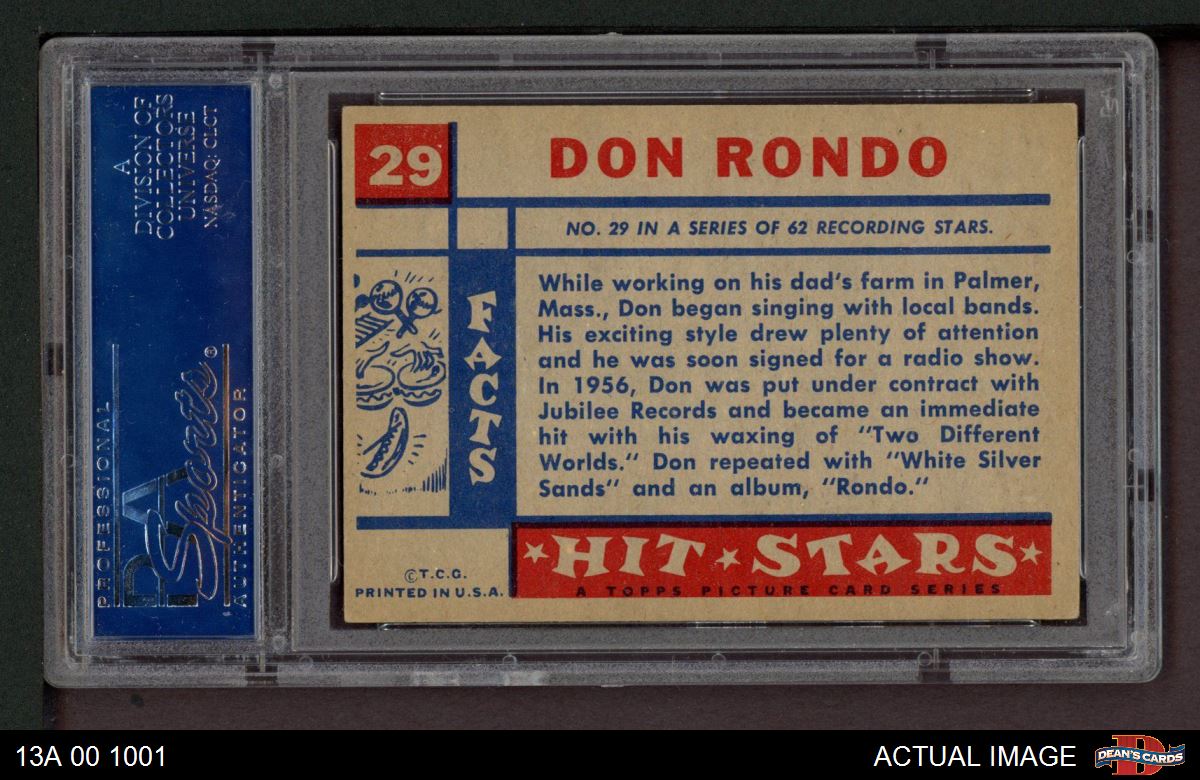 A
DIVISION OF
COLLECTORS
UNIVERSE
NASDAQ: CLCT
PROFESSIONAL
PSA
Sports®
AUTHENTICATOR
29
DON RONDO
NO. 29 IN A SERIES OF 62 RECORDING STARS.
FACTS
While working on his dad's farm in Palmer,
Mass., Don began singing with local bands.
His exciting style drew plenty of attention
and he was soon signed for a radio show.
In 1956, Don was put under contract with
Jubilee Records and became an immediate
hit with his waxing of "Two Different
Worlds." Don repeated with "White Silver
Sands" and an album, "Rondo."
©T.C.G.
PRINTED IN U.S.A.
HIT STARS
A TOPPS PICTURE CARD SERIES
13A 00 1001
ACTUAL IMAGE
D
DEAN'S CARDS